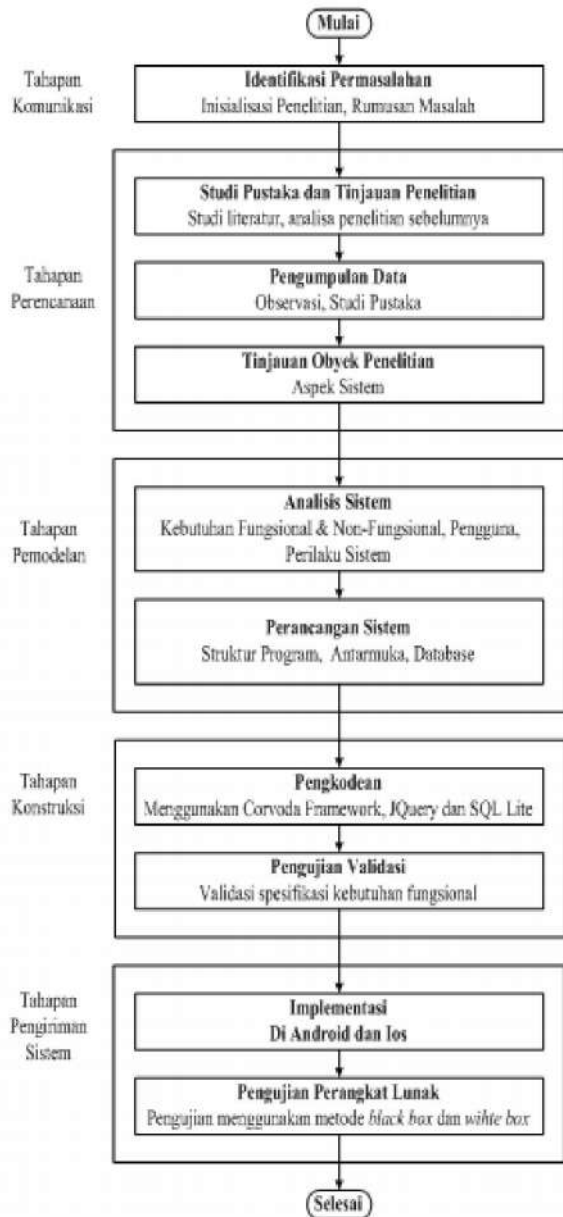 Mulai
Tahapan
Komunikasi
Identifikasi Permasalahan
Inisialisasi Penelitian, Rumusan Masalah
Tahapan
Perencanaan
Studi Pustaka dan Tinjauan Penelitian
Studi literatur, analisa penelitian sebelumnya
Pengumpulan Data
Observasi, Studi Pustaka
Tinjauan Obyek Penelitian
Aspek Sistem
Tahapan
Pemodelan
Analisis Sistem
Kebutuhan Fungsional & Non-Fungsional, Pengguna,
Perilaku Sistem
Perancangan Sistem
Struktur Program, Antarmuka, Database
Tahapan
Konstruksi
Pengkodean
Menggunakan Corvoda Framework, JQuery dan SQL Lite
Pengujian Validasi
Validasi spesifikasi kebutuhan fungsional
Tahapan
Pengiriman
Sistem
Implementasi
Di Android dan Ios
Pengujian Perangkat Lunak
Pengujian menggunakan metode black box dan wihte box
Selesai